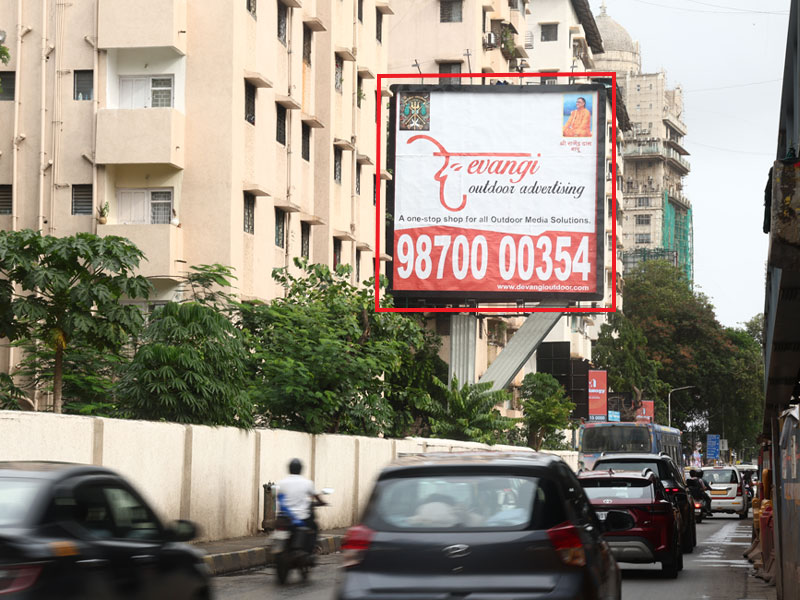 श्री राजेंद्र दास
बापू
Devangi
outdoor advertising
A one-stop shop for all Outdoor Media Solutions.
98700 00354
www.devangioutdoor.com